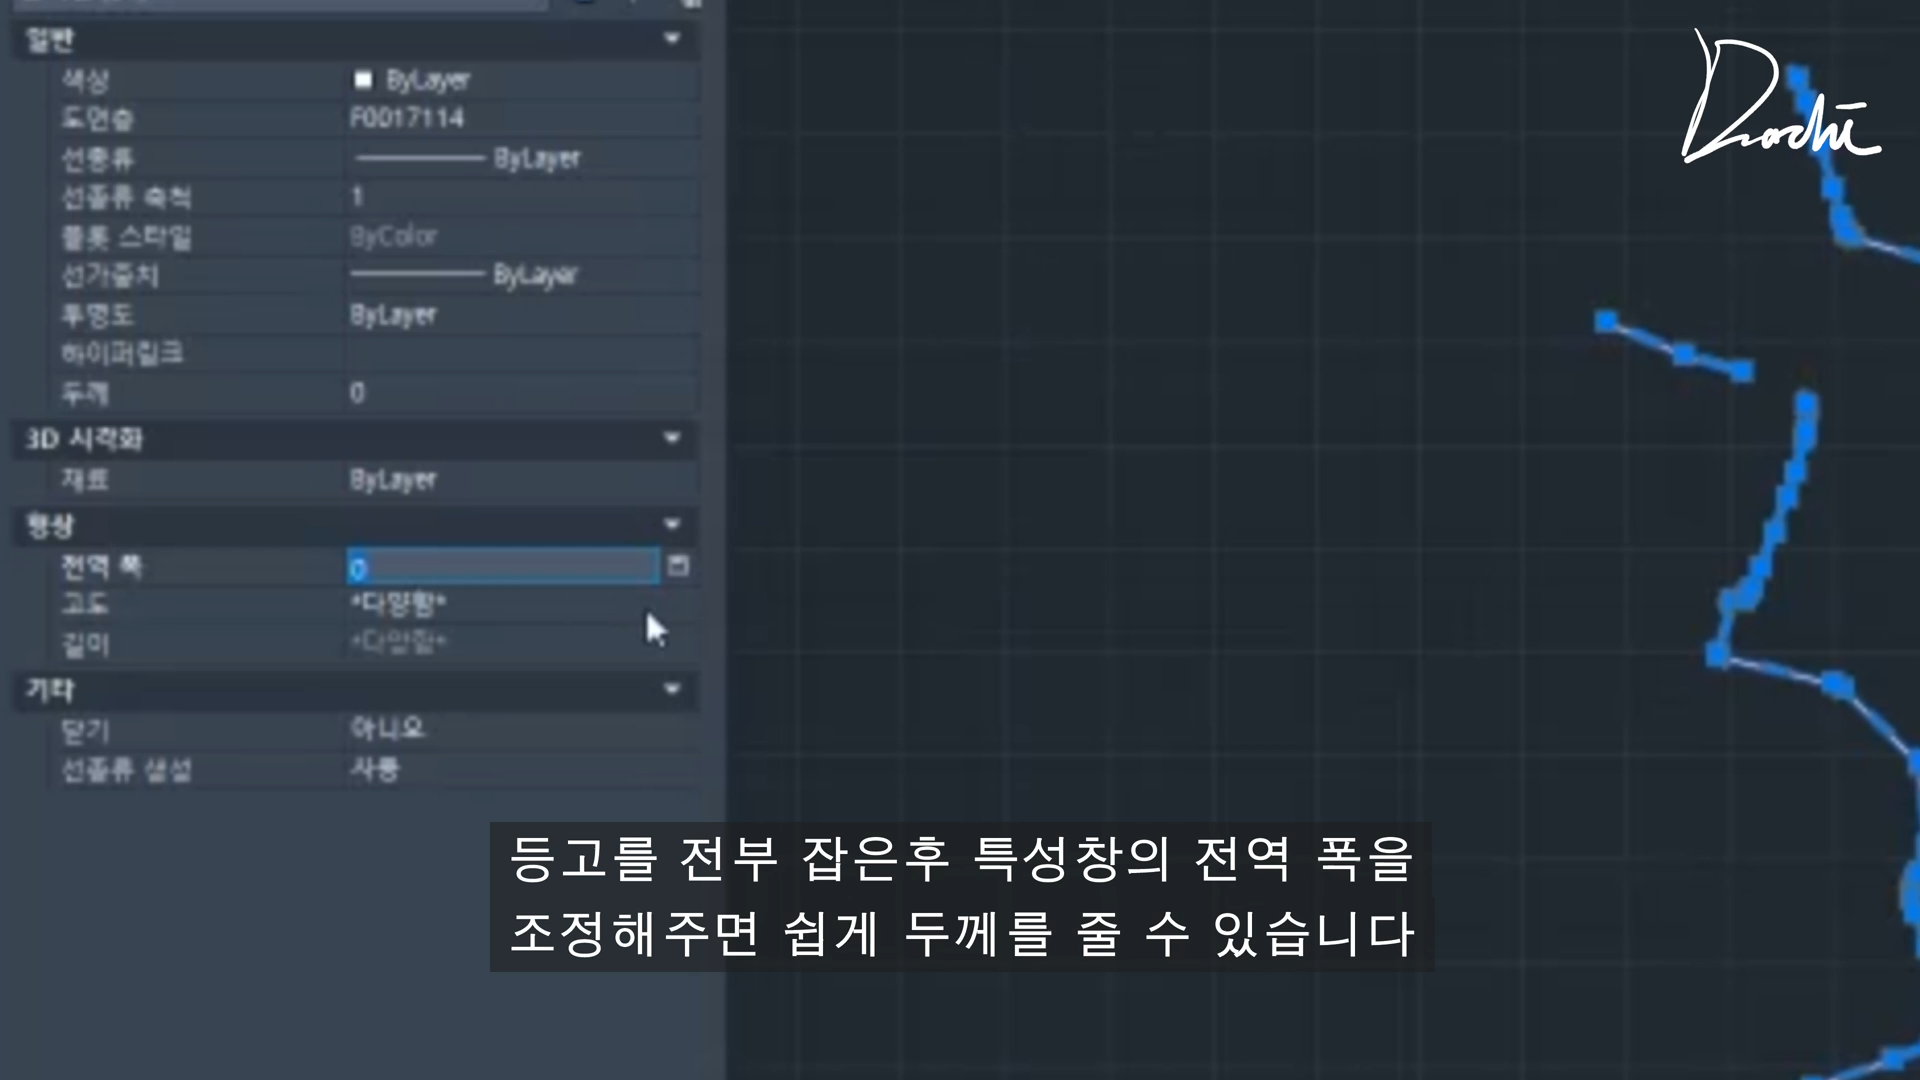 일반
색상 ByLayer
도면층 F0017114
선종류 ByLayer
선종류 축척 1
플롯 스타일 ByColor
선가중치 ByLayer
투명도 ByLayer
하이퍼링크
두께 0
3D 시각화
재료 ByLayer
형상
전역 폭 0
고도 *다양함*
길이 *다양함*
기타
닫기 아니오
선종류 생성 사용
등고를 전부 잡은후 특성창의 전역 폭을
조정해주면 쉽게 두께를 줄 수 있습니다